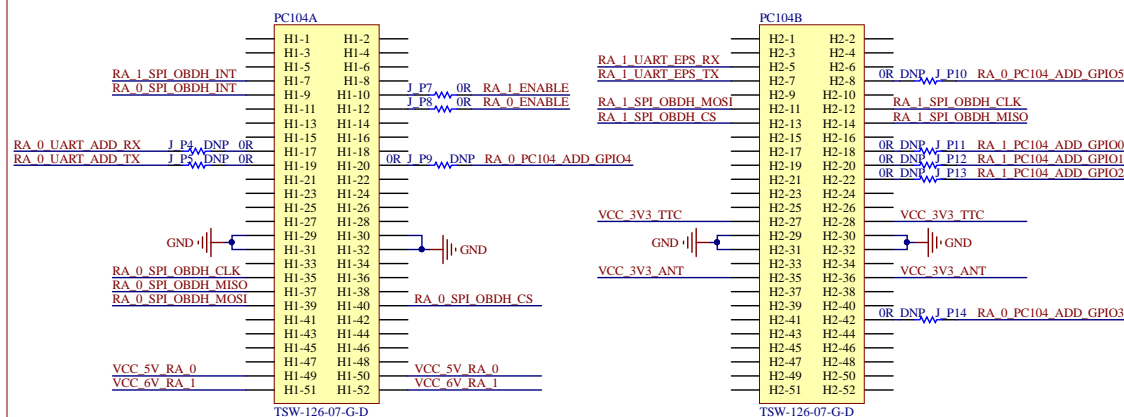 PC104A
H1-1 H1-2
H1-3 H1-4
H1-5 H1-6
RA_1_SPI_OBDH_INT H1-7 H1-8
RA_0_SPI_OBDH_INT H1-9 H1-10 J_P7 0R RA_1_ENABLE
H1-11 H1-12 J_P8 0R RA_0_ENABLE
H1-13 H1-14
H1-15 H1-16
RA_0_UART_ADD_RX J_P4 DNP 0R H1-17 H1-18
RA_0_UART_ADD_TX J_P5 DNP 0R H1-19 H1-20 0R J_P9 DNP RA_0_PC104_ADD_GPIO4
H1-21 H1-22
H1-23 H1-24
H1-25 H1-26
H1-27 H1-28
H1-29 H1-30
GND GND
H1-31 H1-32
H1-33 H1-34
RA_0_SPI_OBDH_CLK H1-35 H1-36
RA_0_SPI_OBDH_MISO H1-37 H1-38
RA_0_SPI_OBDH_MOSI H1-39 H1-40 RA_0_SPI_OBDH_CS
H1-41 H1-42
H1-43 H1-44
H1-45 H1-46
H1-47 H1-48
VCC_5V_RA_0 H1-49 H1-50 VCC_5V_RA_0
VCC_6V_RA_1 H1-51 H1-52 VCC_6V_RA_1
TSW-126-07-G-D
PC104B
H2-1 H2-2
H2-3 H2-4
RA_1_UART_EPS_RX H2-5 H2-6
RA_1_UART_EPS_TX H2-7 H2-8 0R DNP J_P10 RA_0_PC104_ADD_GPIO5
H2-9 H2-10
RA_1_SPI_OBDH_MOSI H2-11 H2-12 RA_1_SPI_OBDH_CLK
RA_1_SPI_OBDH_CS H2-13 H2-14 RA_1_SPI_OBDH_MISO
H2-15 H2-16
H2-17 H2-18 0R DNP J_P11 RA_1_PC104_ADD_GPIO0
H2-19 H2-20 0R DNP J_P12 RA_1_PC104_ADD_GPIO1
H2-21 H2-22 0R DNP J_P13 RA_1_PC104_ADD_GPIO2
H2-23 H2-24
H2-25 H2-26
VCC_3V3_TTC H2-27 H2-28 VCC_3V3_TTC
H2-29 H2-30
GND GND
H2-31 H2-32
H2-33 H2-34
VCC_3V3_ANT H2-35 H2-36 VCC_3V3_ANT
H2-37 H2-38
H2-39 H2-40
H2-41 H2-42 0R DNP J_P14 RA_0_PC104_ADD_GPIO3
H2-43 H2-44
H2-45 H2-46
H2-47 H2-48
H2-49 H2-50
H2-51 H2-52
TSW-126-07-G-D